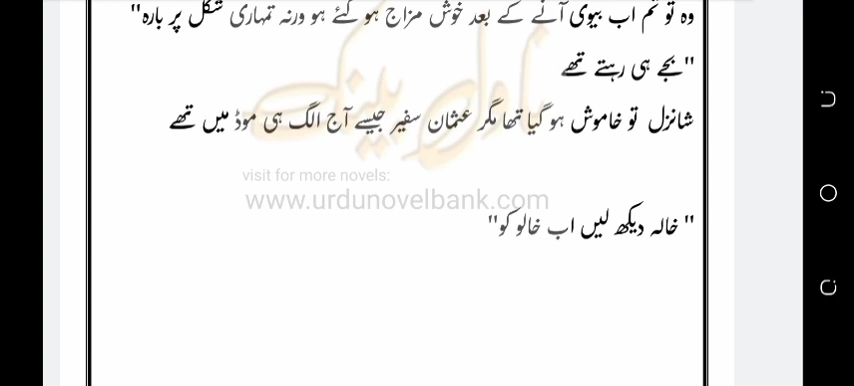 وہ تو تم اب بیوی آنے کے بعد خوش مزاج ہو گئے ہو ورنہ تمہاری شکل پر بارہ"
"بجے ہی رہتے تھے
شانزل تو خاموش ہو گیا تھا مگر عثمان سفیر جیسے آج الگ ہی موڈ میں تھے
ناول بینک
visit for more novels:
www.urdunovelbank.com
" خالہ دیکھ لیں اب خالو کو"